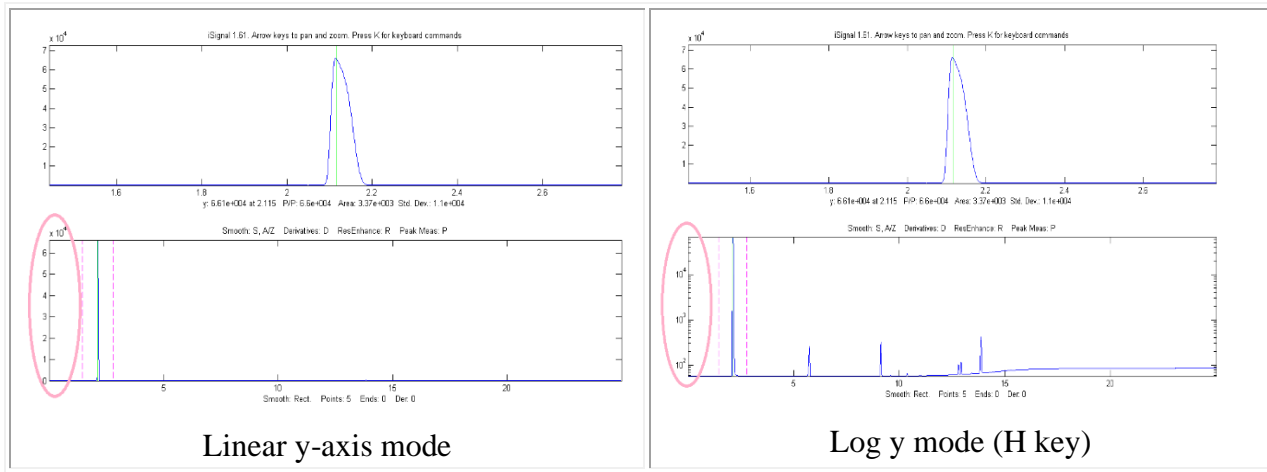 iSignal 1.61. Arrow keys to pan and zoom. Press K for keyboard commands
x 10^4
7
6
5
4
3
2
1
1.6 1.8 2 2.2 2.4 2.6
y: 6.61e+004 at 2.115 P/P: 6.6e+004 Area: 3.37e+003 Std. Dev.: 1.1e+004
x 10^4
Smooth: S, A/Z Derivatives: D ResEnhance: R Peak Meas: P
6
5
4
3
2
1
0
5 10 15 20
Smooth: Rect. Points: 5 Ends: 0 Der: 0
Linear y-axis mode
iSignal 1.61. Arrow keys to pan and zoom. Press K for keyboard commands
x 10^4
7
6
5
4
3
2
1
1.6 1.8 2 2.2 2.4 2.6
y: 6.61e+004 at 2.115 P/P: 6.6e+004 Area: 3.37e+003 Std. Dev.: 1.1e+004
Smooth: S, A/Z Derivatives: D ResEnhance: R Peak Meas: P
10^4
10^3
10^2
5 10 15 20
Smooth: Rect. Points: 5 Ends: 0 Der: 0
Log y mode (H key)